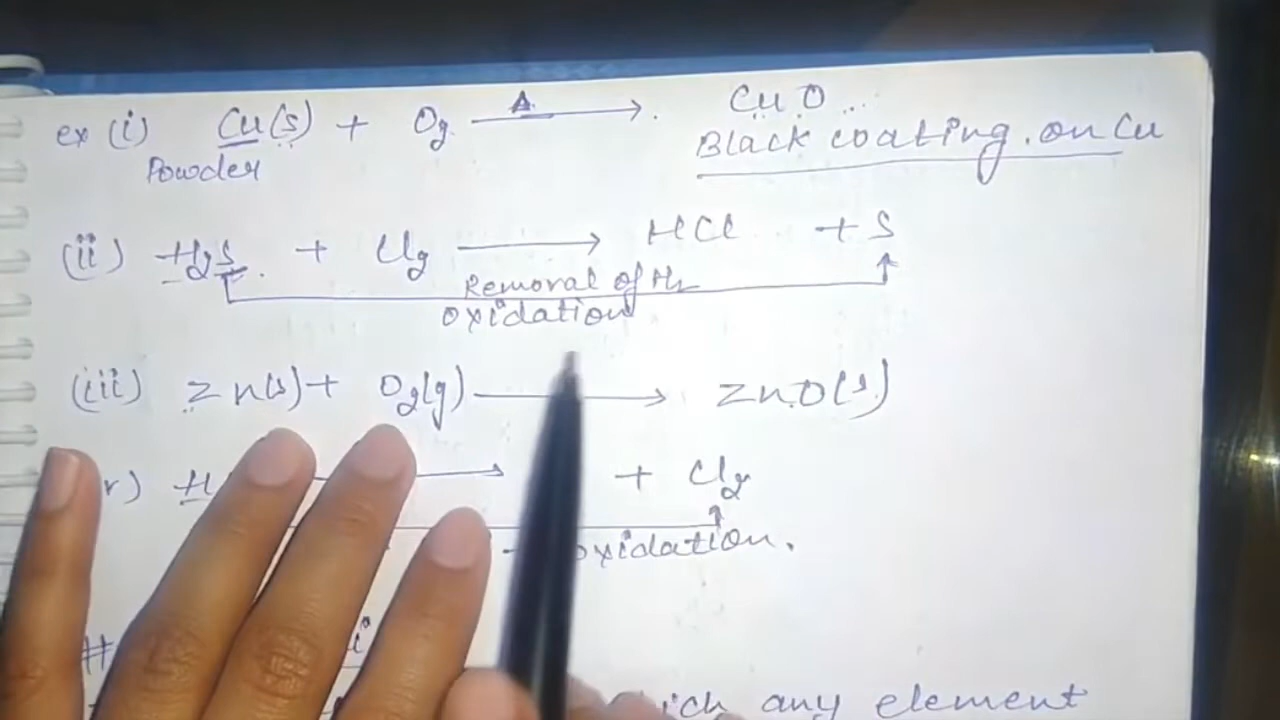 ex (i) Cu(s) + O2 Δ → CuO
Powder Black coating. on Cu
(ii) H2S + Cl2 → HCl + S
Removal of H2
oxidation
(iii) Zn(s) + O2(g) → ZnO(s)
+ Cl2
oxidation.
#
any element